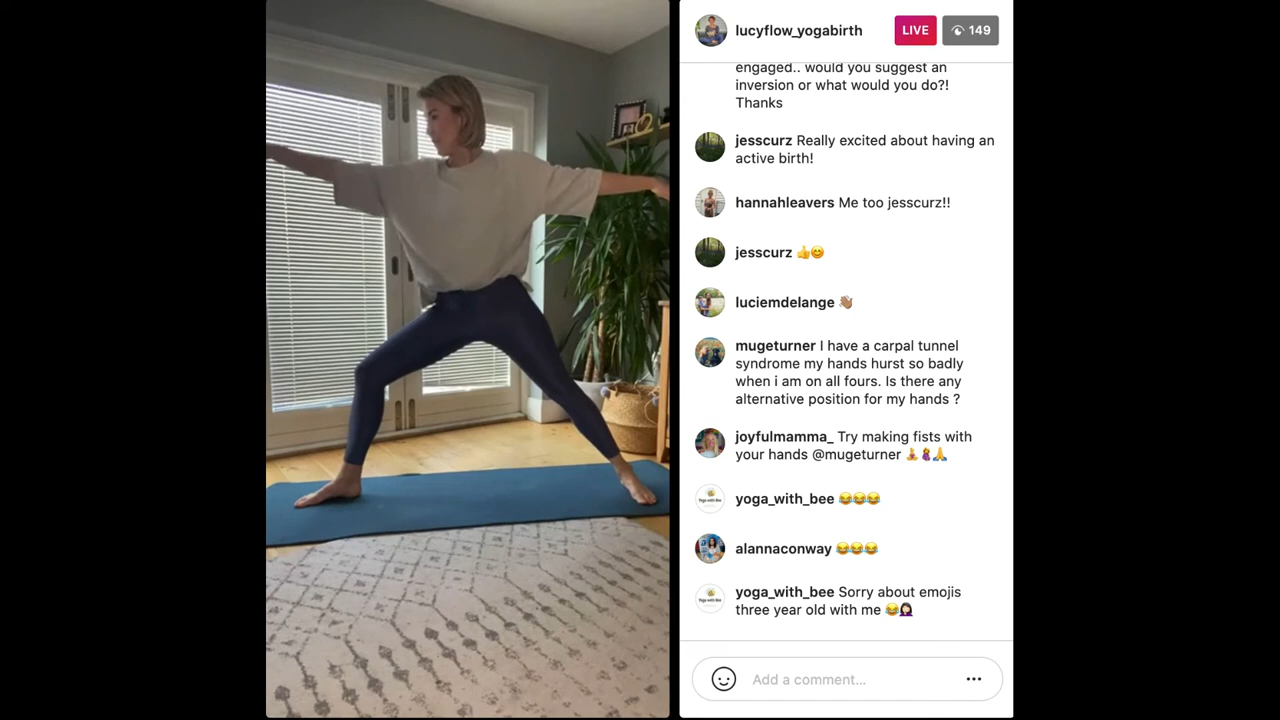 lucyflow_yogabirth
LIVE
149
engaged.. would you suggest an
inversion or what would you do?!
Thanks
jesscurz Really excited about having an
active birth!
hannahleavers Me too jesscurz!!
jesscurz 👍😊
luciemdelange 👋🏽
mugeturner I have a carpal tunnel
syndrome my hands hurst so badly
when i am on all fours. Is there any
alternative position for my hands ?
joyfulmamma_ Try making fists with
your hands @mugeturner 🧘🏼‍♀️🤰🙏
yoga_with_bee 😂😂😂
alannaconway 😂😂😂
yoga_with_bee Sorry about emojis
three year old with me 😂🤦🏻‍♀️
Add a comment...